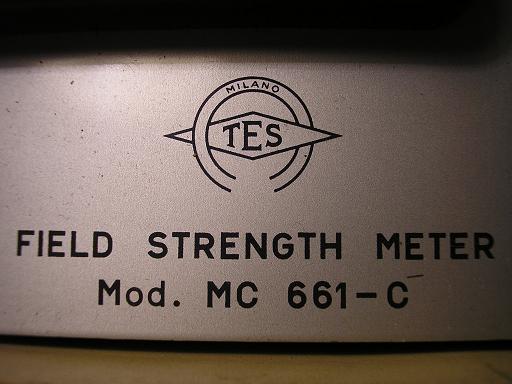 MILANO
TES
FIELD STRENGTH METER
Mod. MC 661-C